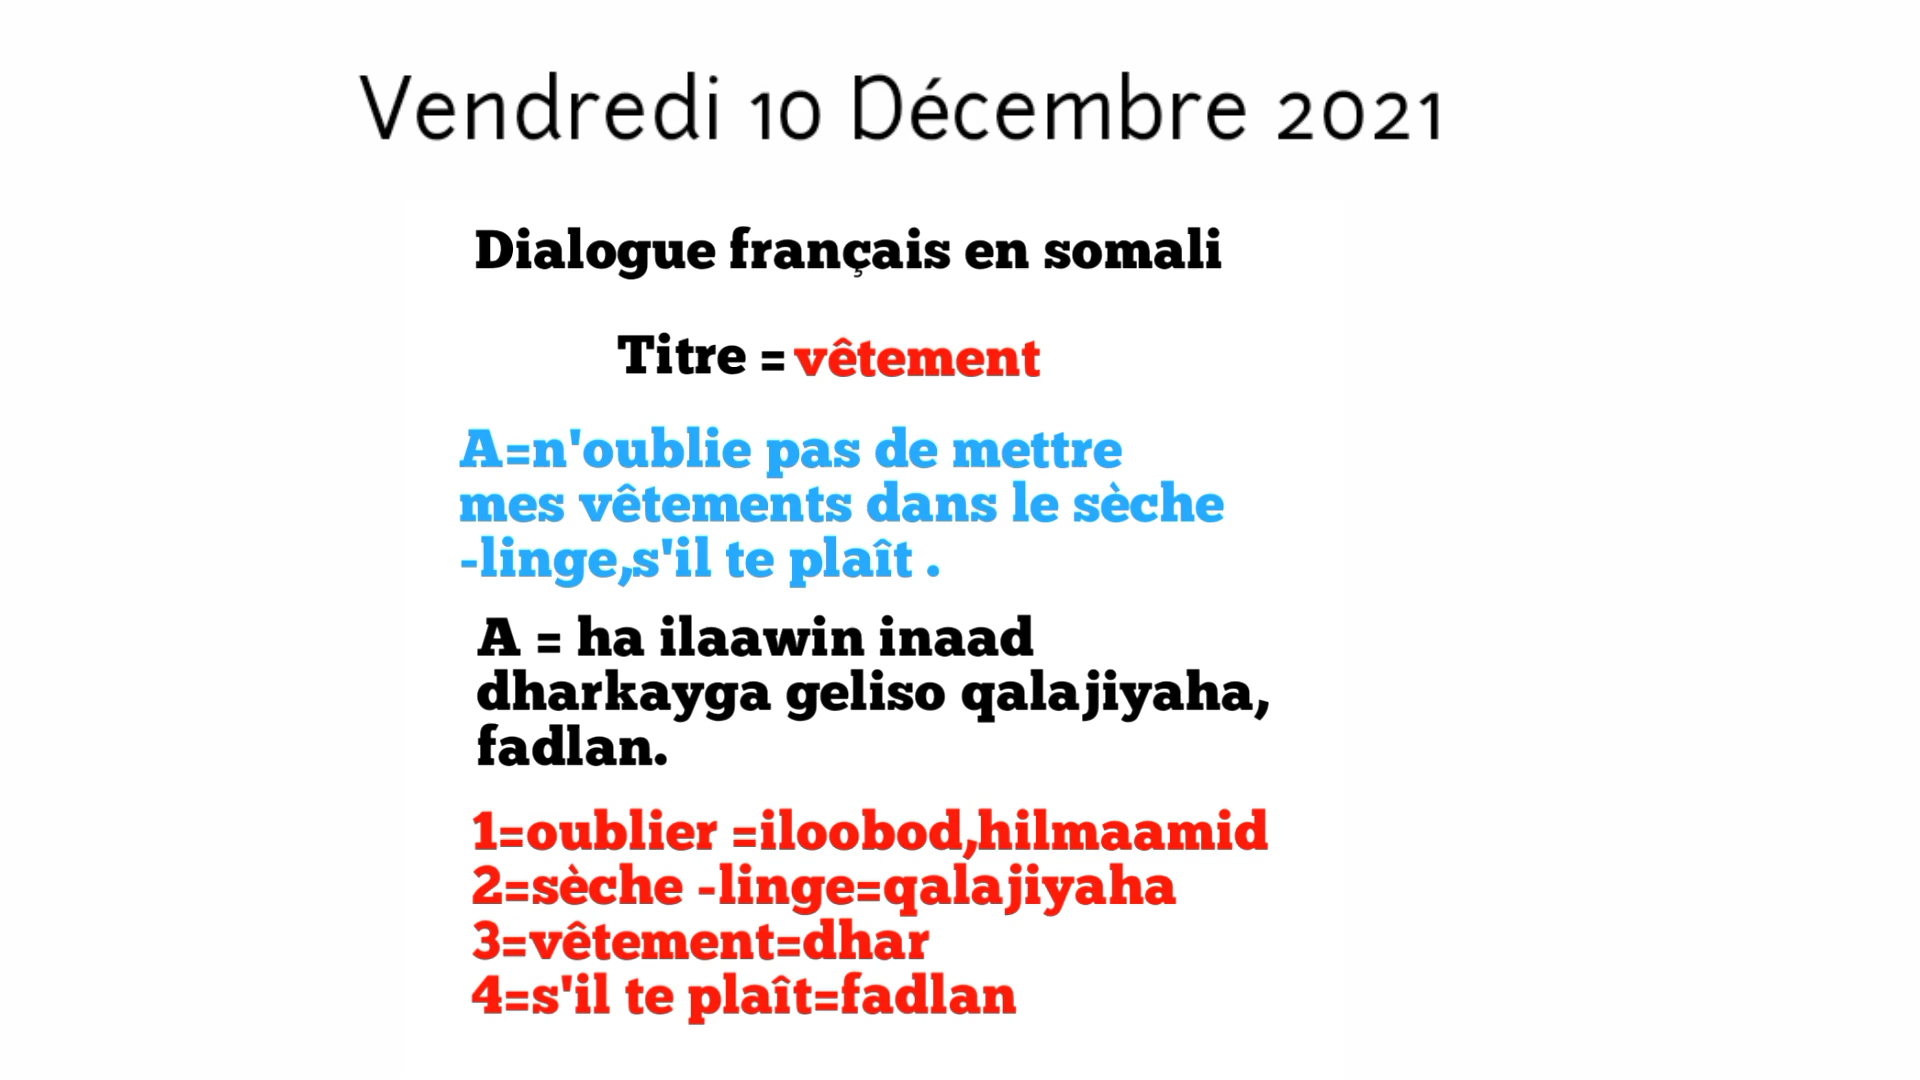 Vendredi 10 Décembre 2021
Dialogue français en somali
Titre = vêtement
A=n'oublie pas de mettre
mes vêtements dans le sèche
-linge,s'il te plaît .
A = ha ilaawin inaad
dharkayga geliso qalajiyaha,
fadlan.
1=oublier =iloobod,hilmaamid
2=sèche -linge=qalajiyaha
3=vêtement=dhar
4=s'il te plaît=fadlan